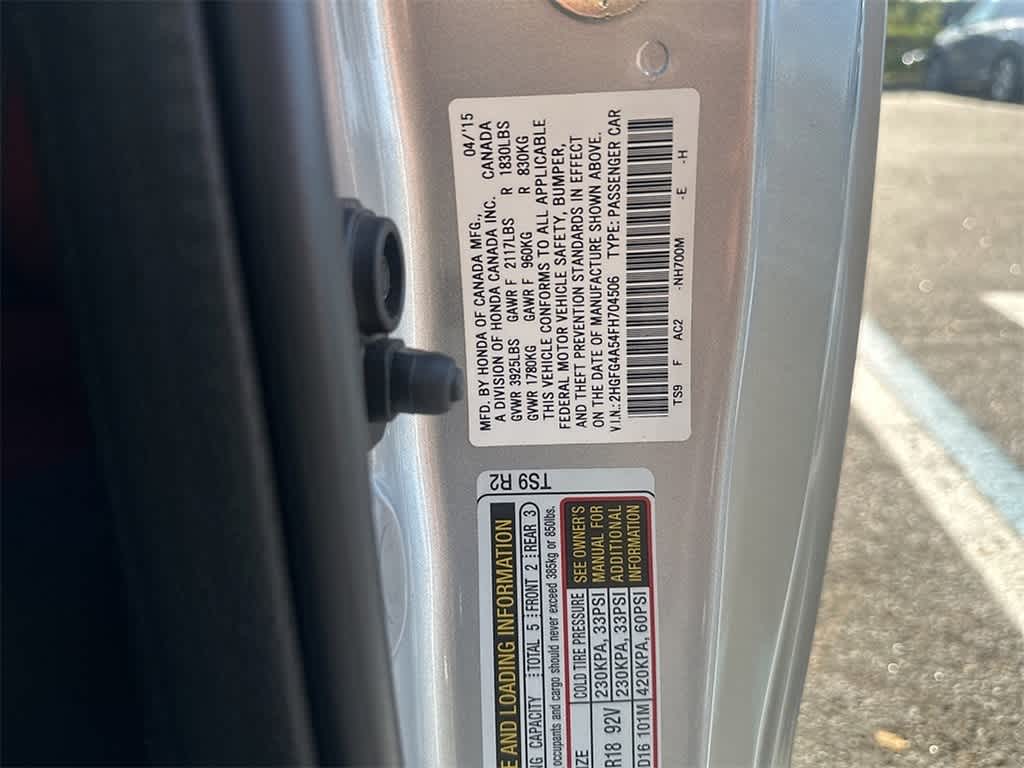 04/'15
MFD. BY HONDA OF CANADA MFG.,
A DIVISION OF HONDA CANADA INC. CANADA
GVWR 3925LBS GAWR F 2117LBS R 1830LBS
GVWR 1780KG GAWR F 960KG R 830KG
THIS VEHICLE CONFORMS TO ALL APPLICABLE
FEDERAL MOTOR VEHICLE SAFETY, BUMPER,
AND THEFT PREVENTION STANDARDS IN EFFECT
ON THE DATE OF MANUFACTURE SHOWN ABOVE.
V.I.N.:2HGFG4A54FH704506 TYPE: PASSENGER CAR
TS9 F AC2 -NH700M -E -H
TS9 R2
E AND LOADING INFORMATION
NG CAPACITY TOTAL 5 FRONT 2 REAR 3
occupants and cargo should never exceed 385kg or 850lbs.
IZE COLD TIRE PRESSURE
R18 92V 230KPA, 33PSI
230KPA, 33PSI
D16 101M 420KPA, 60PSI
SEE OWNER'S
MANUAL FOR
ADDITIONAL
INFORMATION